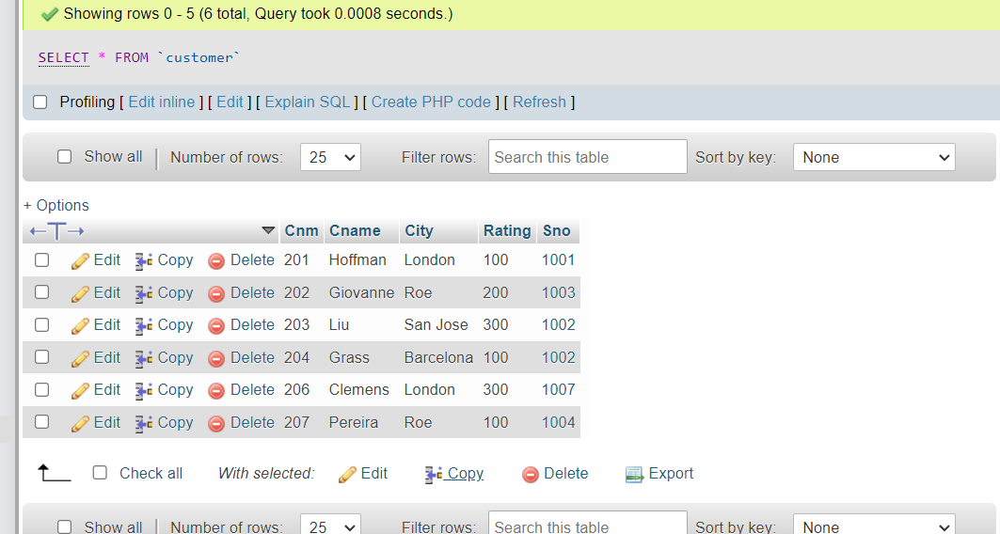 Showing rows 0 - 5 (6 total, Query took 0.0008 seconds.)
SELECT * FROM `customer`
Profiling [ Edit inline ] [ Edit ] [ Explain SQL ] [ Create PHP code ] [ Refresh ]
Show all Number of rows: 25 Filter rows: Search this table Sort by key: None
+ Options
Cnm Cname City Rating Sno
Edit Copy Delete 201 Hoffman London 100 1001
Edit Copy Delete 202 Giovanne Roe 200 1003
Edit Copy Delete 203 Liu San Jose 300 1002
Edit Copy Delete 204 Grass Barcelona 100 1002
Edit Copy Delete 206 Clemens London 300 1007
Edit Copy Delete 207 Pereira Roe 100 1004
Check all With selected: Edit Copy Delete Export
Show all Number of rows: 25 Filter rows: Search this table Sort by key: None